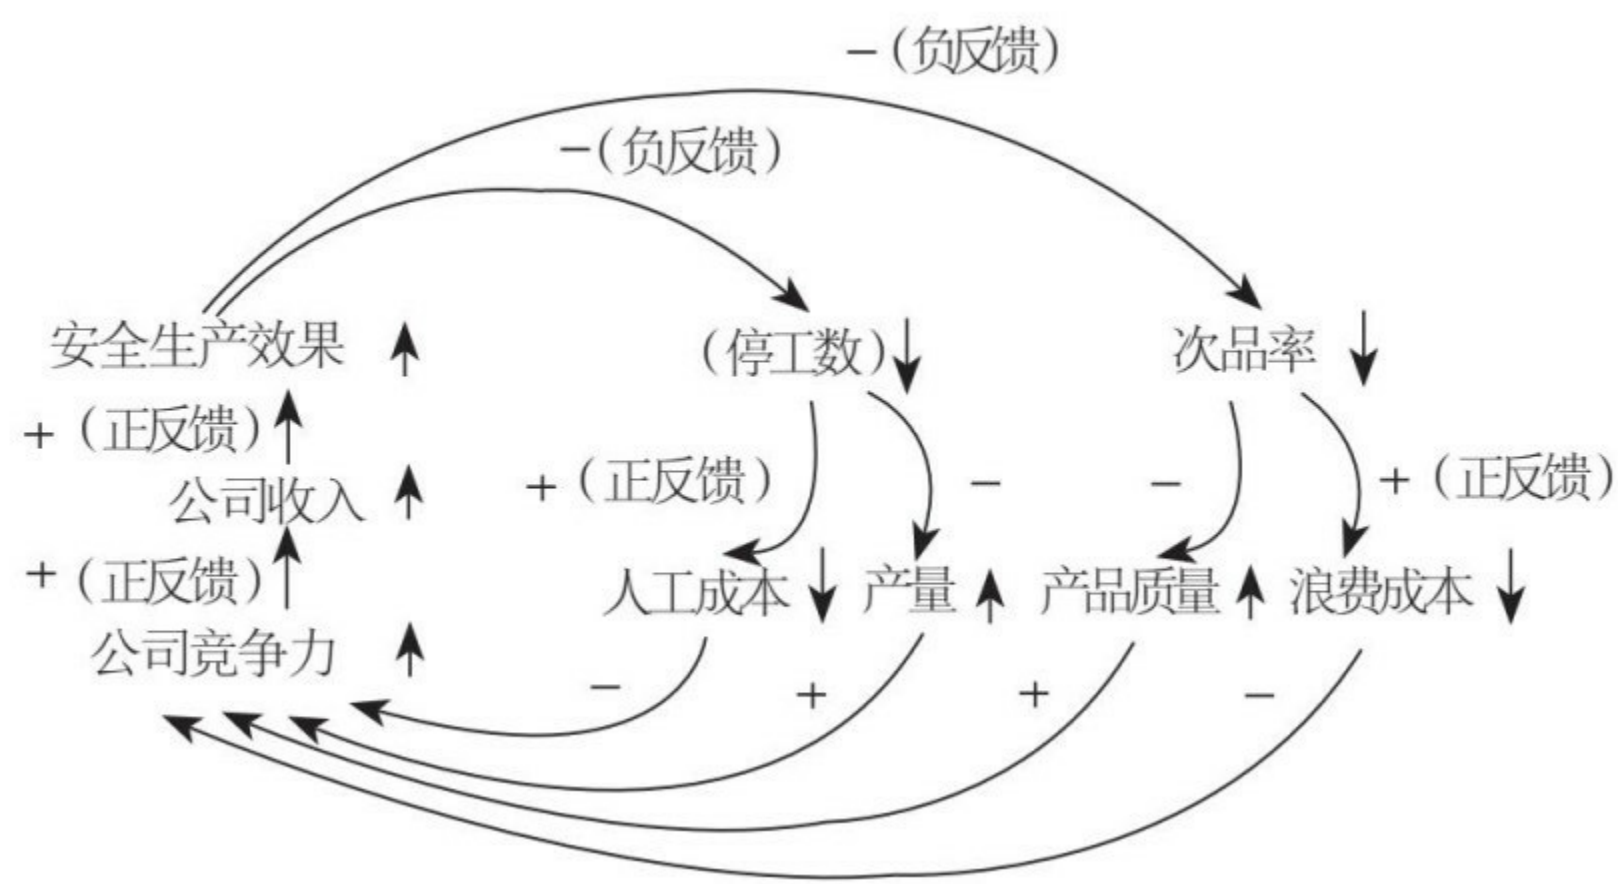 －（负反馈）
－（负反馈）
安全生产效果
（停工数）
次品率
＋（正反馈）
公司收入
＋（正反馈）
－
－
＋（正反馈）
＋（正反馈）
人工成本
产量
产品质量
浪费成本
公司竞争力
－
＋
＋
－